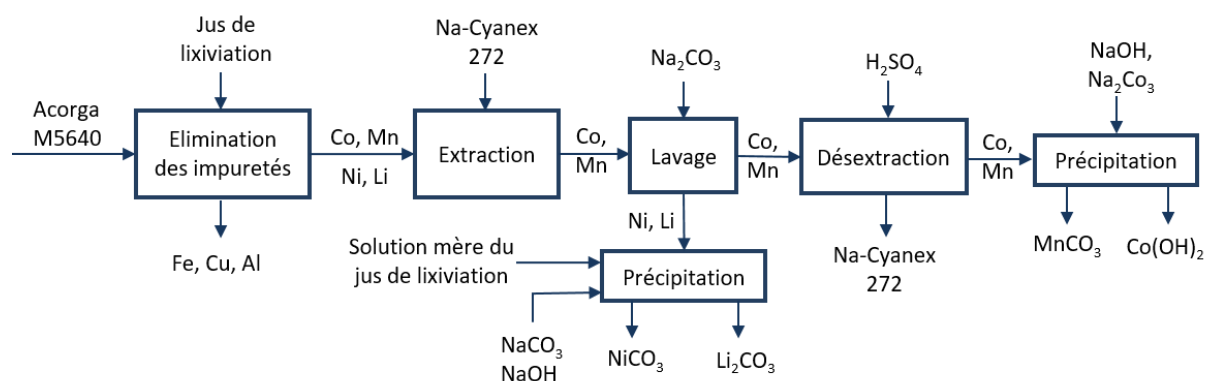 Jus de
lixiviation
Na-Cyanex
272
Na₂CO₃
H₂SO₄
NaOH,
Na₂Co₃
Acorga
M5640
Elimination
des impuretés
Co, Mn
Ni, Li
Extraction
Co,
Mn
Lavage
Co,
Mn
Désextraction
Co,
Mn
Précipitation
Fe, Cu, Al
Ni, Li
Na-Cyanex
272
MnCO₃
Co(OH)₂
Solution mère du
jus de lixiviation
Précipitation
NaCO₃
NaOH
NiCO₃
Li₂CO₃